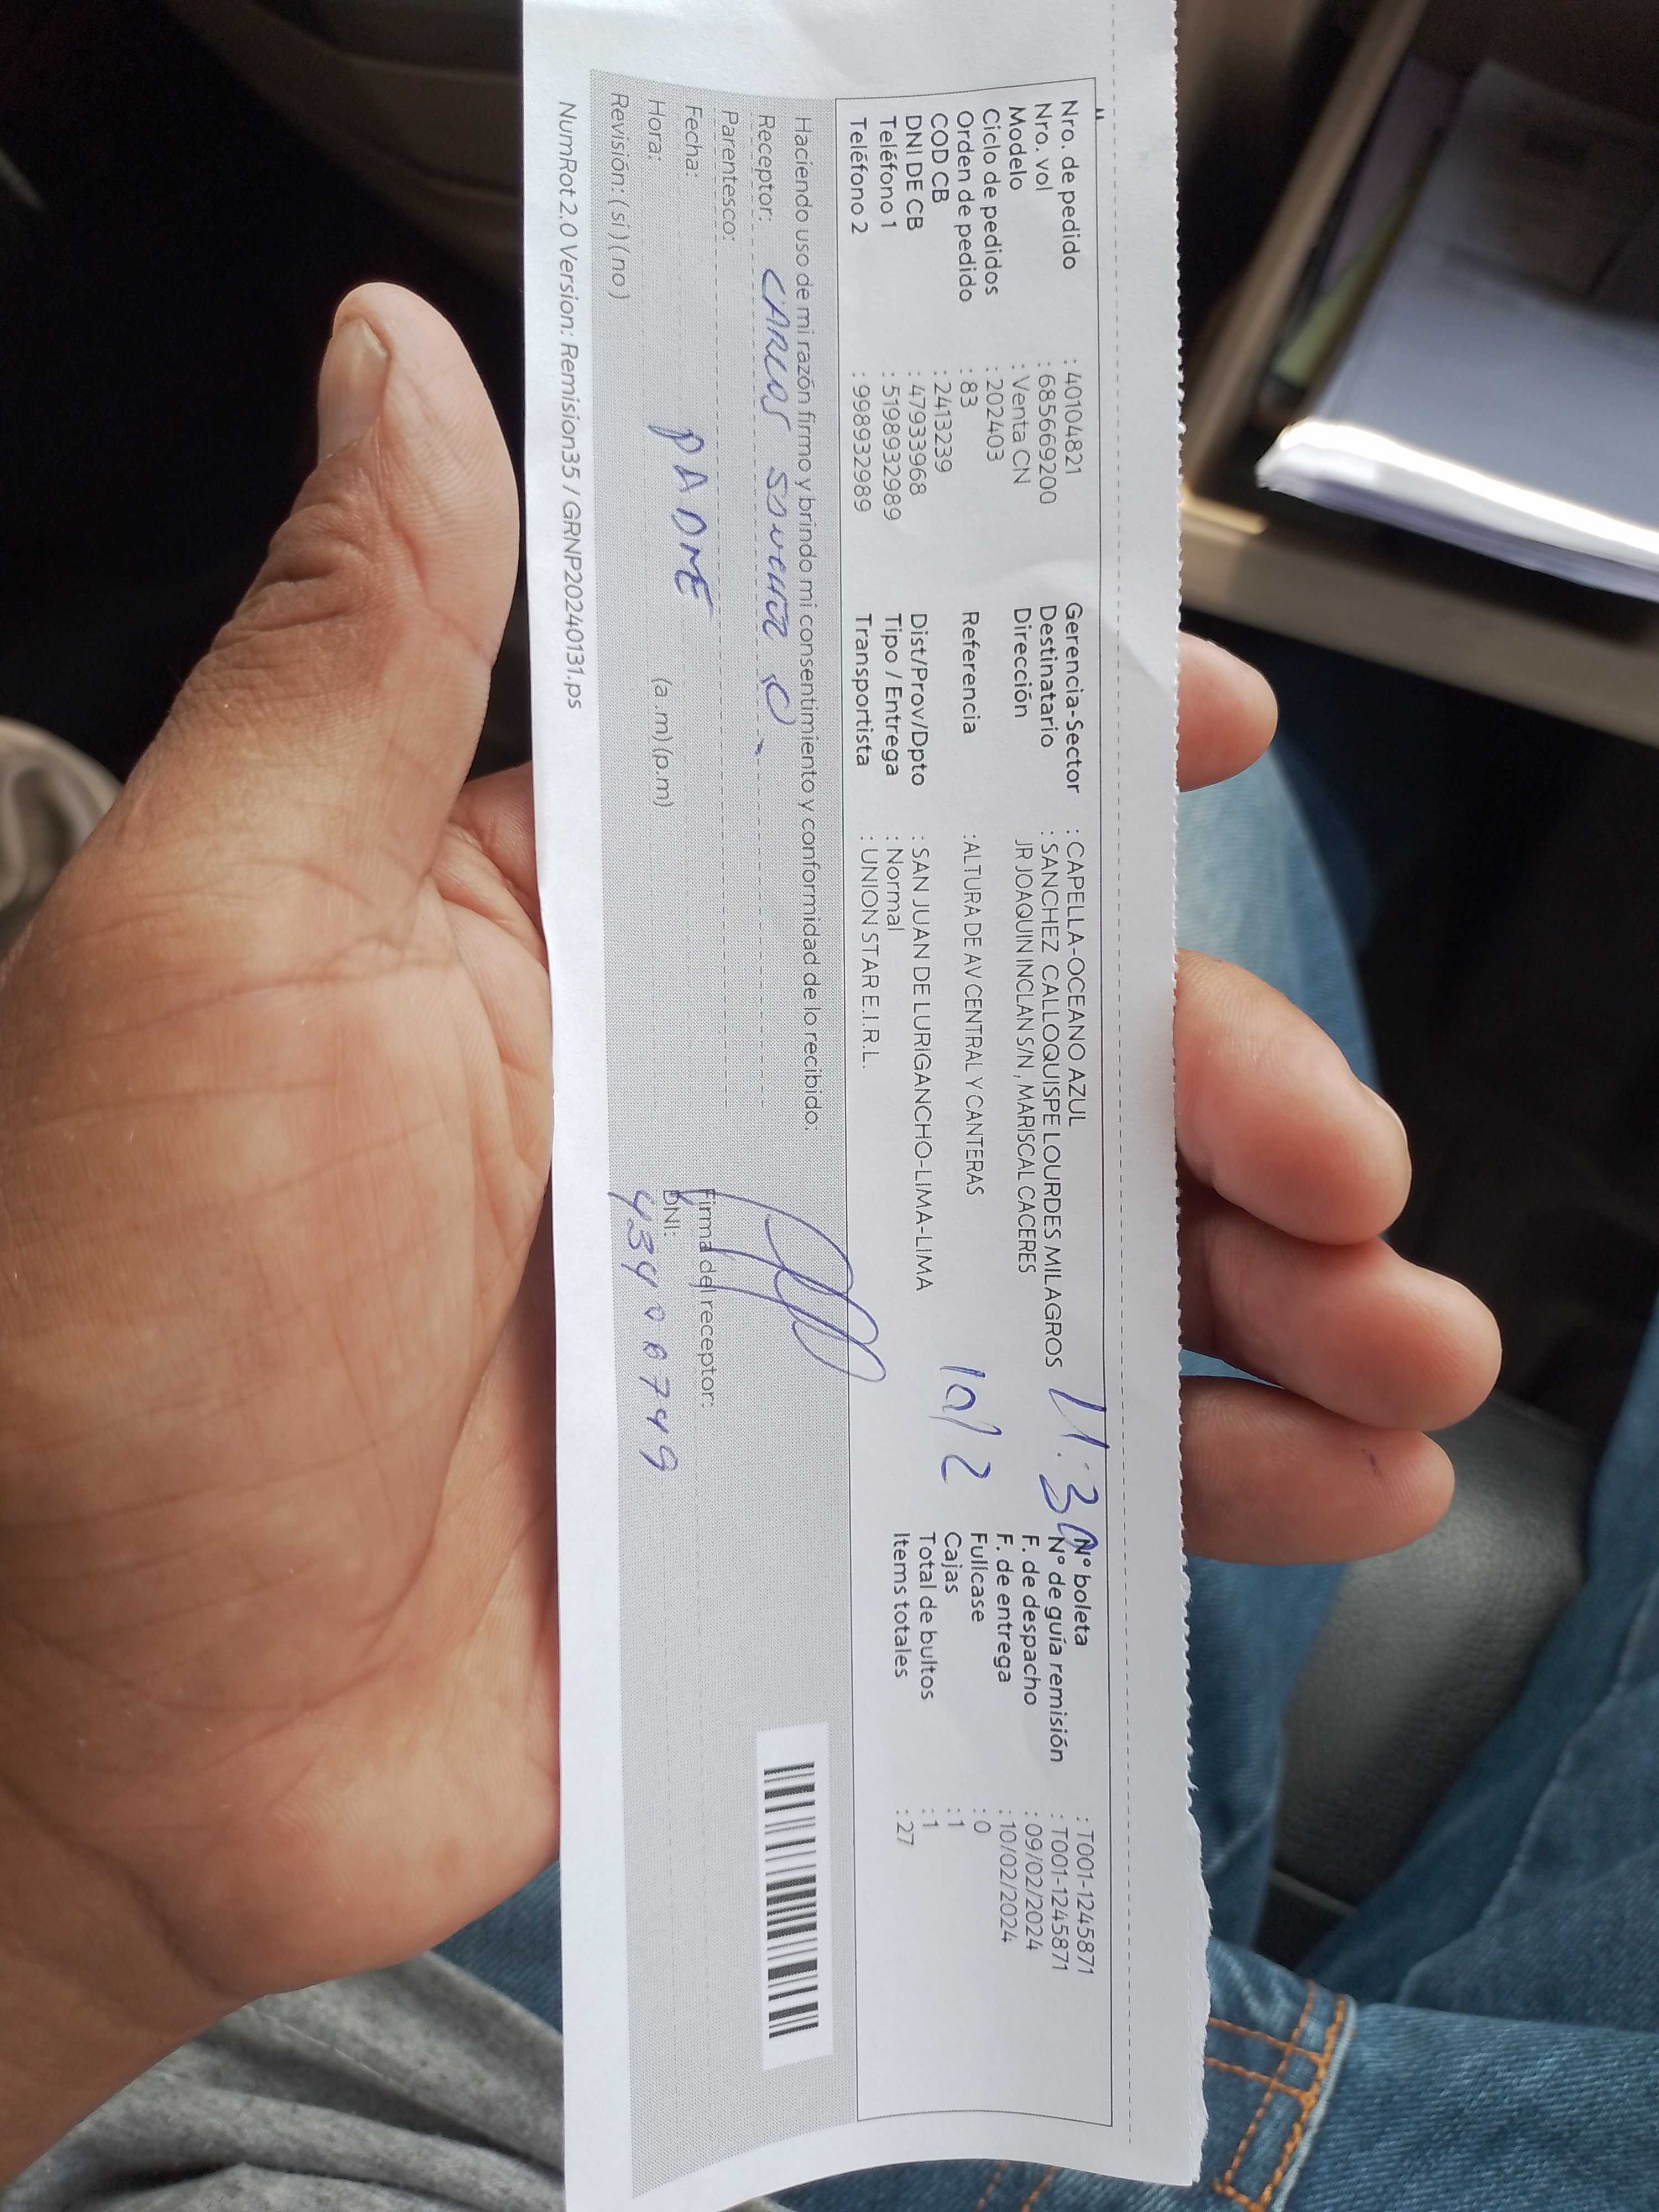 Nro. de pedido : 40104821
Nro. vol : 685669200
Modelo : Venta CN
Ciclo de pedidos : 202403
Orden de pedido : 83
COD CB : 2413239
DNI DE CB : 47933968
Teléfono 1 : 51989932989
Teléfono 2 : 998932989
Gerencia-Sector : CAPELLA-OCEANO AZUL
Destinatario : SANCHEZ CALLOQUISPE LOURDES MILAGROS
Dirección JR JOAQUIN INCLAN S/N , MARISCAL CACERES
Referencia : ALTURA DE AV CENTRAL Y CANTERAS
Dist/Prov/Dpto : SAN JUAN DE LURIGANCHO-LIMA-LIMA
Tipo / Entrega : Normal
Transportista : UNION STAR E.I.R.L.
11:30
10/2
N° boleta : T001-1245871
N° de guía remisión : T001-1245871
F. de despacho : 09/02/2024
F. de entrega : 10/02/2024
Fullcase : 0
Cajas : 1
Total de bultos : 1
Items totales : 27
Haciendo uso de mi razón firmo y brindo mi consentimiento y conformidad de lo recibido:
Receptor: CARLOS
Parentesco:
Fecha: PADRE
Hora: (a.m) (p.m)
Revisión: ( si ) ( no )
Firma del receptor:
DNI:
NumRot 2.0 Version: Remision35 / GRNP20240131.ps